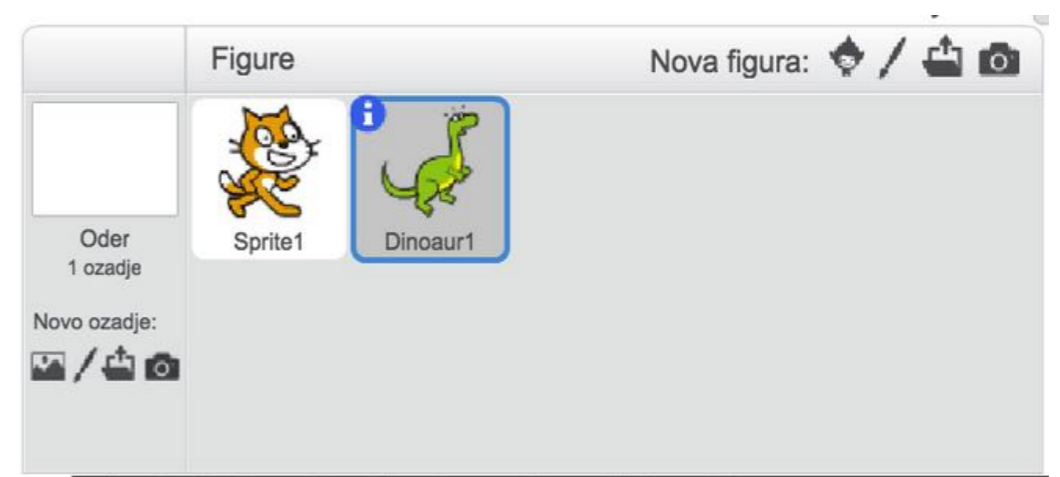 Figure
Nova figura:
Sprite1
Dinoaur1
Oder
1 ozadje
Novo ozadje: